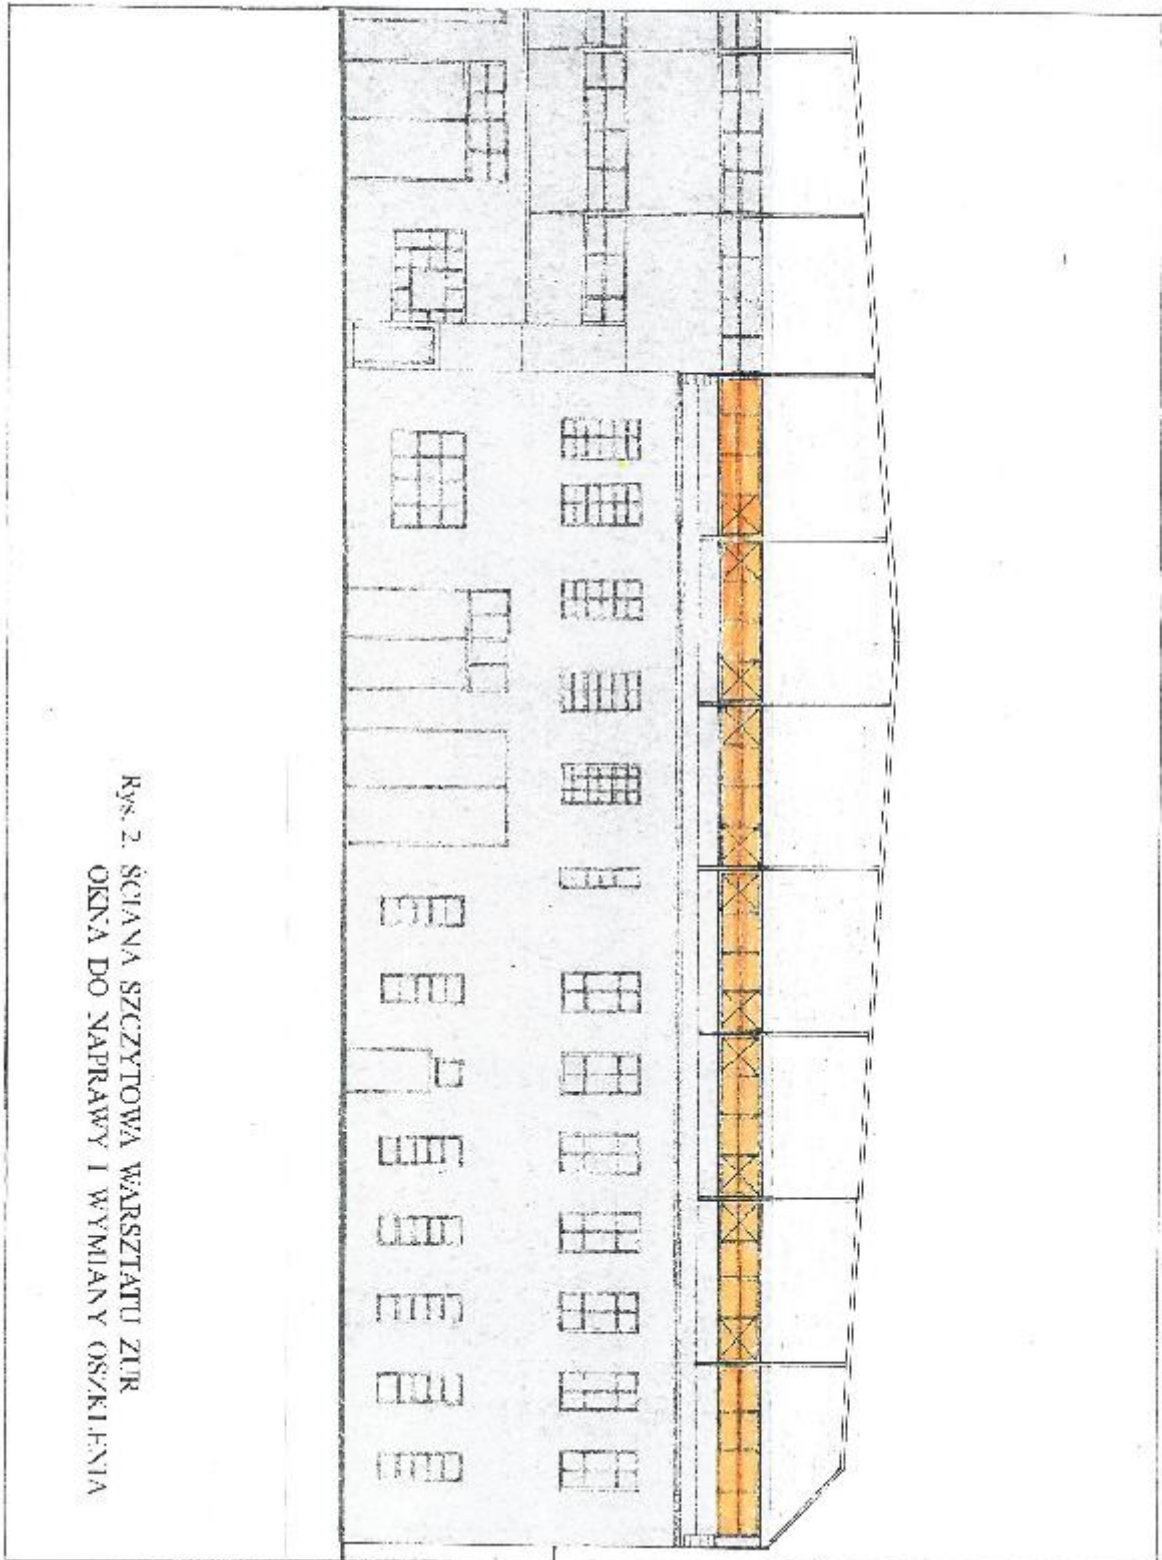 Rys. 2. ŚCIANA SZCZYTOWA WARSZTATU ZUR
OKNA DO NAPRAWY I WYMIANY OSZKLENIA